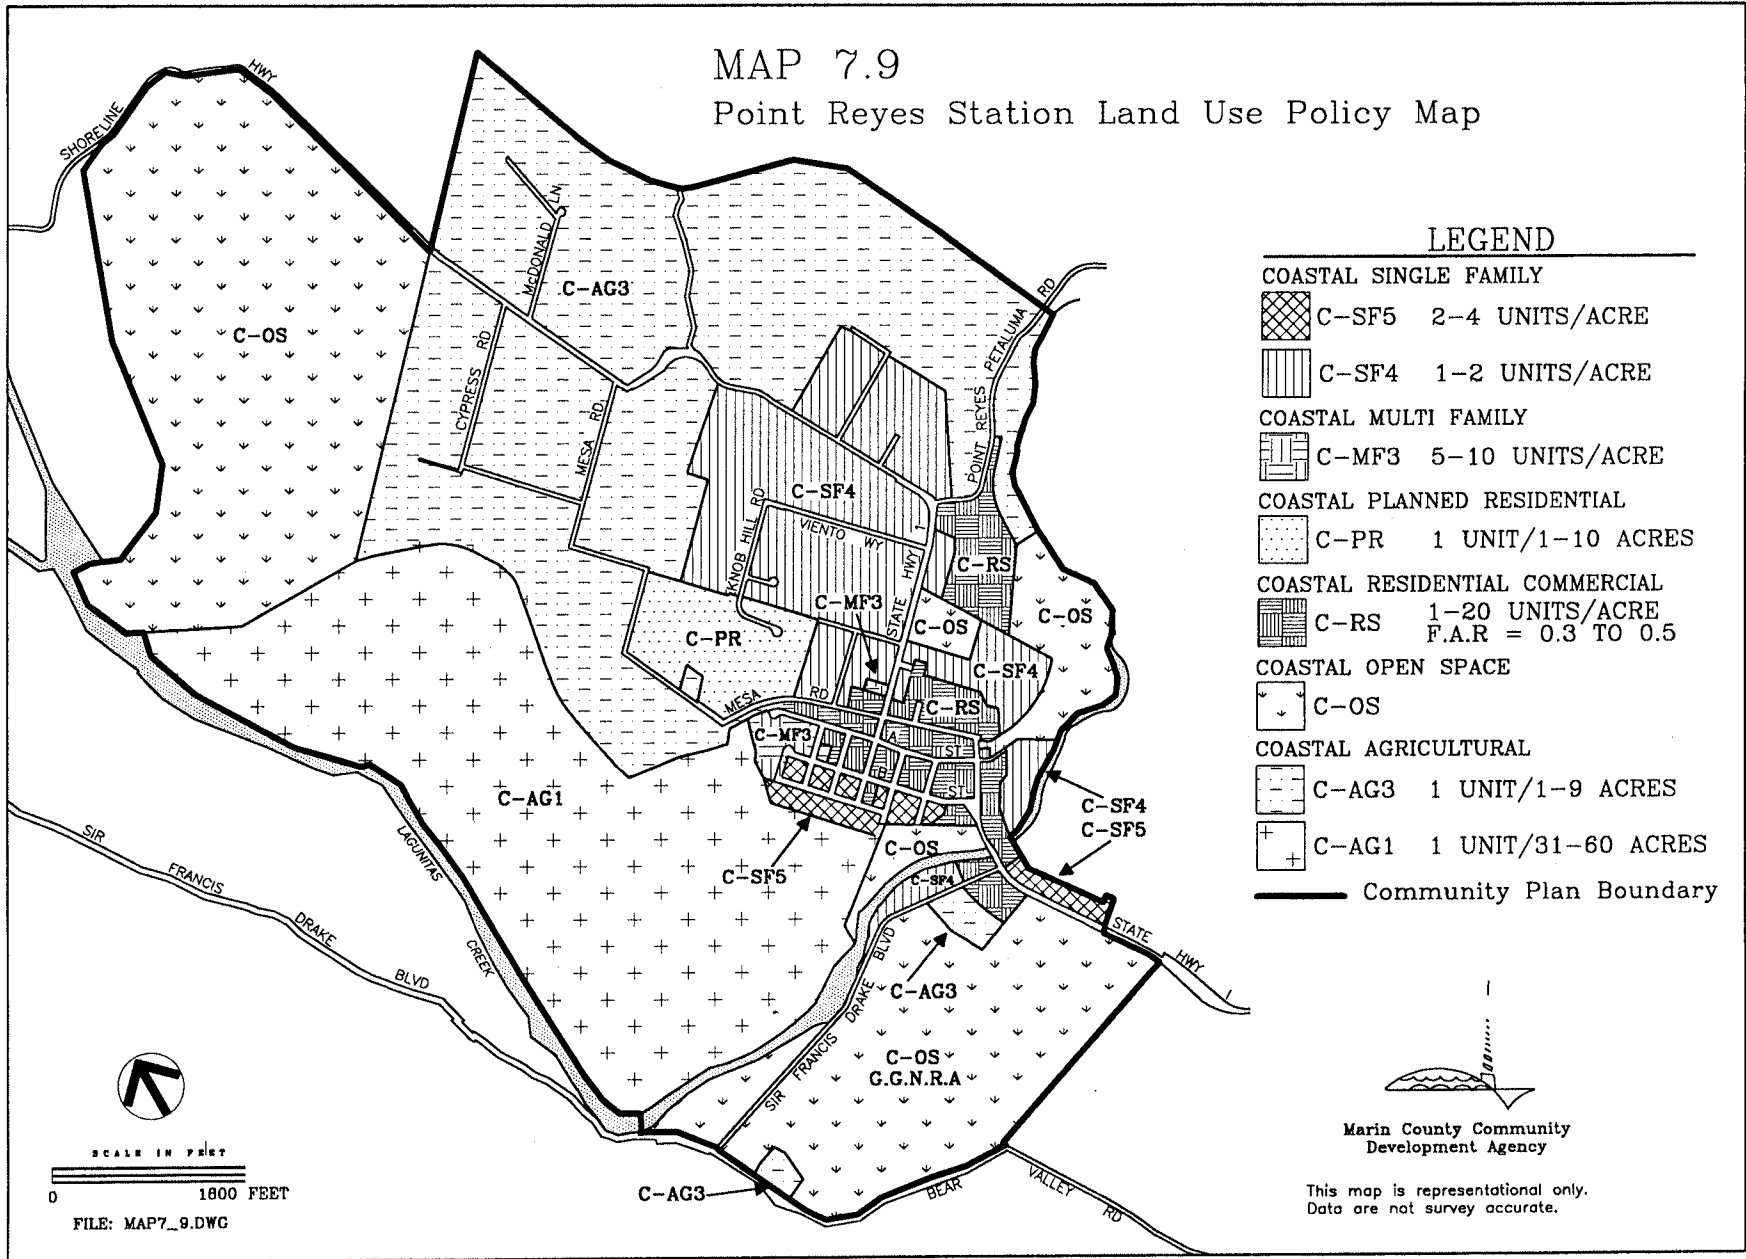 MAP 7.9
Point Reyes Station Land Use Policy Map
HWY
SHORELINE
McDONALD LN
C-AG3
C-OS
CYPRESS RD
MESA RD
POINT REYES PETALUMA RD
C-SF4
KNOB HILL RD
VIENTO WY
STATE HWY 1
C-RS
C-MF3
C-OS
C-OS
C-PR
C-SF4
MESA RD
C-RS
C-MF3
A ST
B ST
C-AG1
C-SF4
C-SF5
C-OS
C-SF5
C-SF4
STATE HWY 1
SIR FRANCIS DRAKE BLVD
LAGUNITAS CREEK
SIR FRANCIS DRAKE BLVD
C-AG3
C-OS
G.G.N.R.A
C-AG3
BEAR VALLEY RD
LEGEND
COASTAL SINGLE FAMILY
C-SF5 2-4 UNITS/ACRE
C-SF4 1-2 UNITS/ACRE
COASTAL MULTI FAMILY
C-MF3 5-10 UNITS/ACRE
COASTAL PLANNED RESIDENTIAL
C-PR 1 UNIT/1-10 ACRES
COASTAL RESIDENTIAL COMMERCIAL
C-RS 1-20 UNITS/ACRE
F.A.R = 0.3 TO 0.5
COASTAL OPEN SPACE
C-OS
COASTAL AGRICULTURAL
C-AG3 1 UNIT/1-9 ACRES
C-AG1 1 UNIT/31-60 ACRES
Community Plan Boundary
Marin County Community
Development Agency
This map is representational only.
Data are not survey accurate.
SCALE IN FEET
0 1800 FEET
FILE: MAP7_9.DWG